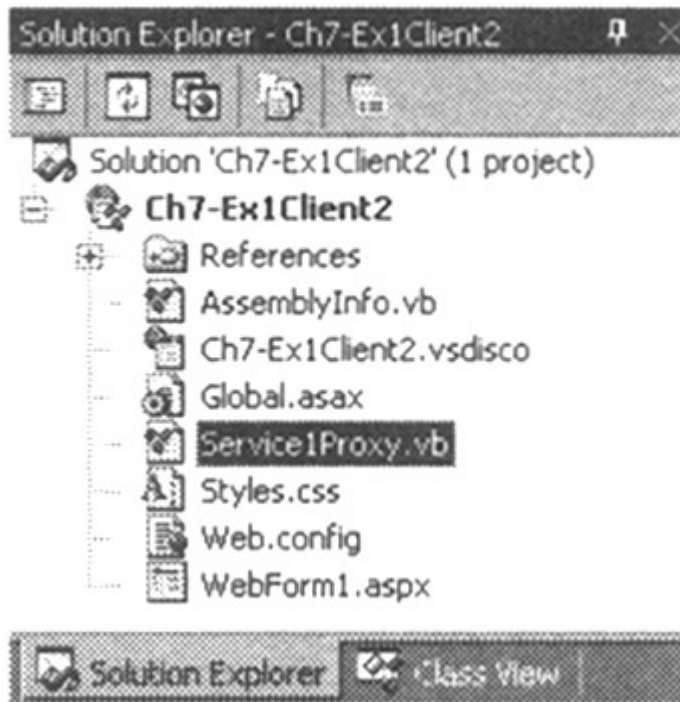 Solution Explorer - Ch7-Ex1Client2
Solution 'Ch7-Ex1Client2' (1 project)
Ch7-Ex1Client2
References
AssemblyInfo.vb
Ch7-Ex1Client2.vsdisco
Global.asax
Service1Proxy.vb
Styles.css
Web.config
WebForm1.aspx
Solution Explorer Class View